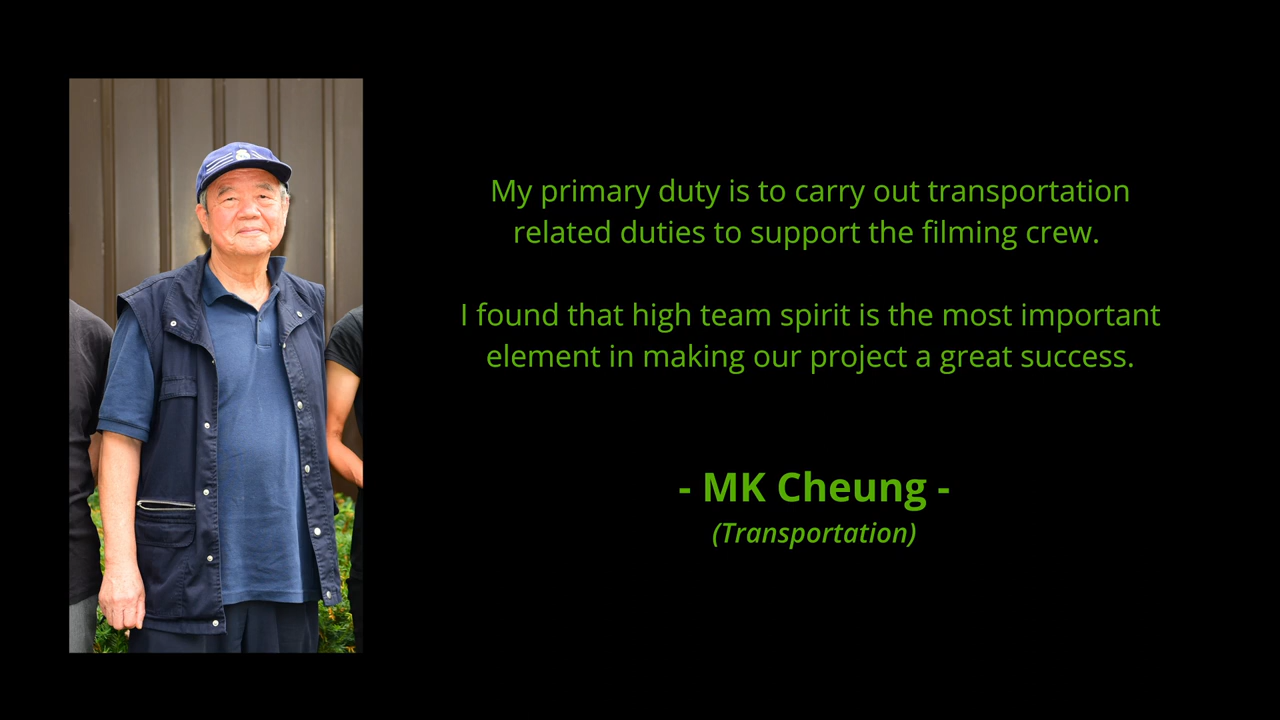 My primary duty is to carry out transportation
related duties to support the filming crew.
I found that high team spirit is the most important
element in making our project a great success.
- MK Cheung -
(Transportation)